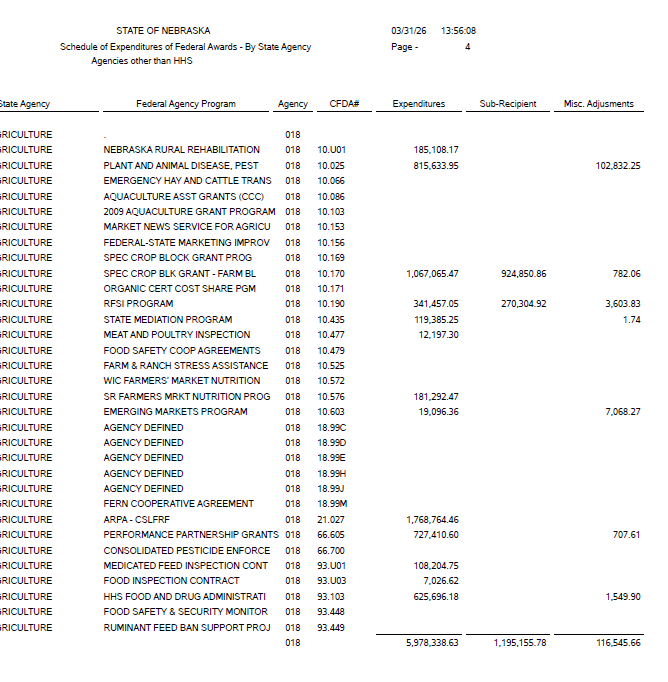 STATE OF NEBRASKA 03/31/26 13:56:08
Schedule of Expenditures of Federal Awards - By State Agency Page - 4
Agencies other than HHS
State Agency Federal Agency Program Agency CFDA# Expenditures Sub-Recipient Misc. Adjusments
GRICULTURE . 018
GRICULTURE NEBRASKA RURAL REHABILITATION 018 10.U01 185,108.17
GRICULTURE PLANT AND ANIMAL DISEASE, PEST 018 10.025 815,633.95 102,832.25
GRICULTURE EMERGENCY HAY AND CATTLE TRANS 018 10.066
GRICULTURE AQUACULTURE ASST GRANTS (CCC) 018 10.086
GRICULTURE 2009 AQUACULTURE GRANT PROGRAM 018 10.103
GRICULTURE MARKET NEWS SERVICE FOR AGRICU 018 10.153
GRICULTURE FEDERAL-STATE MARKETING IMPROV 018 10.156
GRICULTURE SPEC CROP BLOCK GRANT PROG 018 10.169
GRICULTURE SPEC CROP BLK GRANT - FARM BL 018 10.170 1,067,065.47 924,850.86 782.06
GRICULTURE ORGANIC CERT COST SHARE PGM 018 10.171
GRICULTURE RFSI PROGRAM 018 10.190 341,457.05 270,304.92 3,603.83
GRICULTURE STATE MEDIATION PROGRAM 018 10.435 119,385.25 1.74
GRICULTURE MEAT AND POULTRY INSPECTION 018 10.477 12,197.30
GRICULTURE FOOD SAFETY COOP AGREEMENTS 018 10.479
GRICULTURE FARM & RANCH STRESS ASSISTANCE 018 10.525
GRICULTURE WIC FARMERS' MARKET NUTRITION 018 10.572
GRICULTURE SR FARMERS MRKT NUTRITION PROG 018 10.576 181,292.47
GRICULTURE EMERGING MARKETS PROGRAM 018 10.603 19,096.36 7,068.27
GRICULTURE AGENCY DEFINED 018 18.99C
GRICULTURE AGENCY DEFINED 018 18.99D
GRICULTURE AGENCY DEFINED 018 18.99E
GRICULTURE AGENCY DEFINED 018 18.99H
GRICULTURE AGENCY DEFINED 018 18.99J
GRICULTURE FERN COOPERATIVE AGREEMENT 018 18.99M
GRICULTURE ARPA - CSLFRF 018 21.027 1,768,764.46
GRICULTURE PERFORMANCE PARTNERSHIP GRANTS 018 66.605 727,410.60 707.61
GRICULTURE CONSOLIDATED PESTICIDE ENFORCE 018 66.700
GRICULTURE MEDICATED FEED INSPECTION CONT 018 93.U01 108,204.75
GRICULTURE FOOD INSPECTION CONTRACT 018 93.U03 7,026.62
GRICULTURE HHS FOOD AND DRUG ADMINISTRATI 018 93.103 625,696.18 1,549.90
GRICULTURE FOOD SAFETY & SECURITY MONITOR 018 93.448
GRICULTURE RUMINANT FEED BAN SUPPORT PROJ 018 93.449
018 5,978,338.63 1,195,155.78 116,545.66